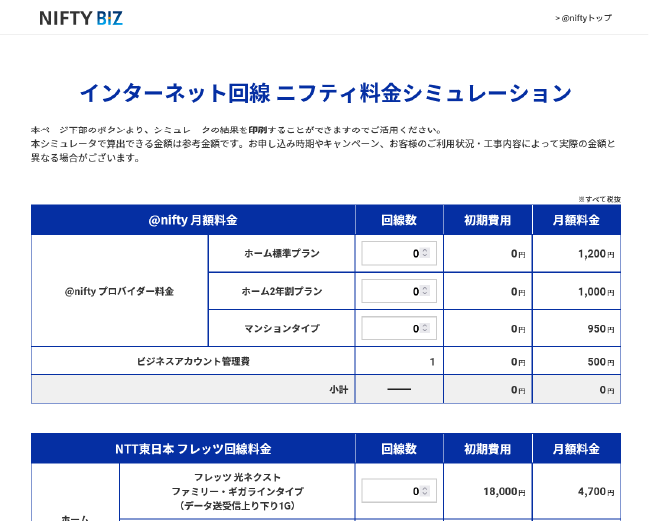 NIFTY BIZ
> @niftyトップ
インターネット回線 ニフティ料金シミュレーション
本ページ下部のボタンより、シミュレータの結果を印刷することができますのでご活用ください。
本シミュレータで算出できる金額は参考金額です。お申し込み時期やキャンペーン、お客様のご利用状況・工事内容によって実際の金額と
異なる場合がございます。
※すべて税抜
@nifty 月額料金 回線数 初期費用 月額料金
@nifty プロバイダー料金
ホーム標準プラン 0 0円 1,200円
ホーム2年割プラン 0 0円 1,000円
マンションタイプ 0 0円 950円
ビジネスアカウント管理費 1 0円 500円
小計 —— 0円 0円
NTT東日本 フレッツ回線料金 回線数 初期費用 月額料金
フレッツ 光ネクスト
ファミリー・ギガラインタイプ
（データ送受信上り下り1G）
0 18,000円 4,700円
ホーム